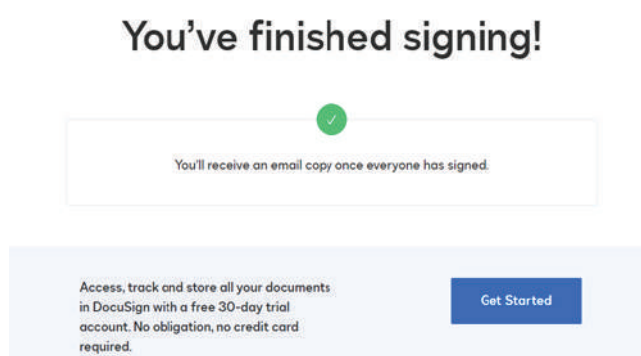 You've finished signing!
You'll receive an email copy once everyone has signed.
Access, track and store all your documents
in DocuSign with a free 30-day trial
account. No obligation, no credit card
required.
Get Started